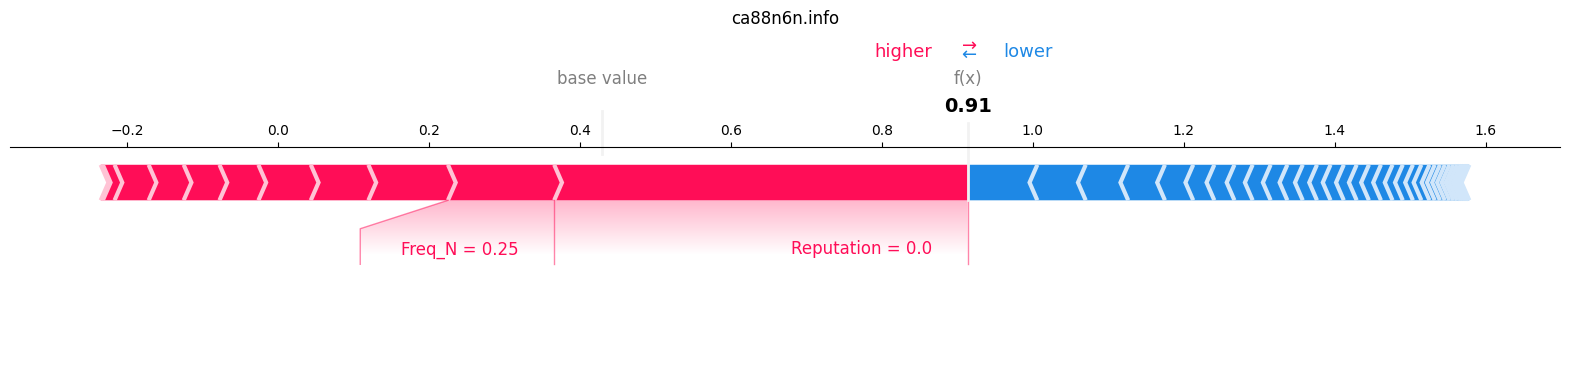 ca88n6n.info
higher ⇄ lower
base value f(x)
0.91
−0.2 0.0 0.2 0.4 0.6 0.8 1.0 1.2 1.4 1.6
Freq_N = 0.25 Reputation = 0.0